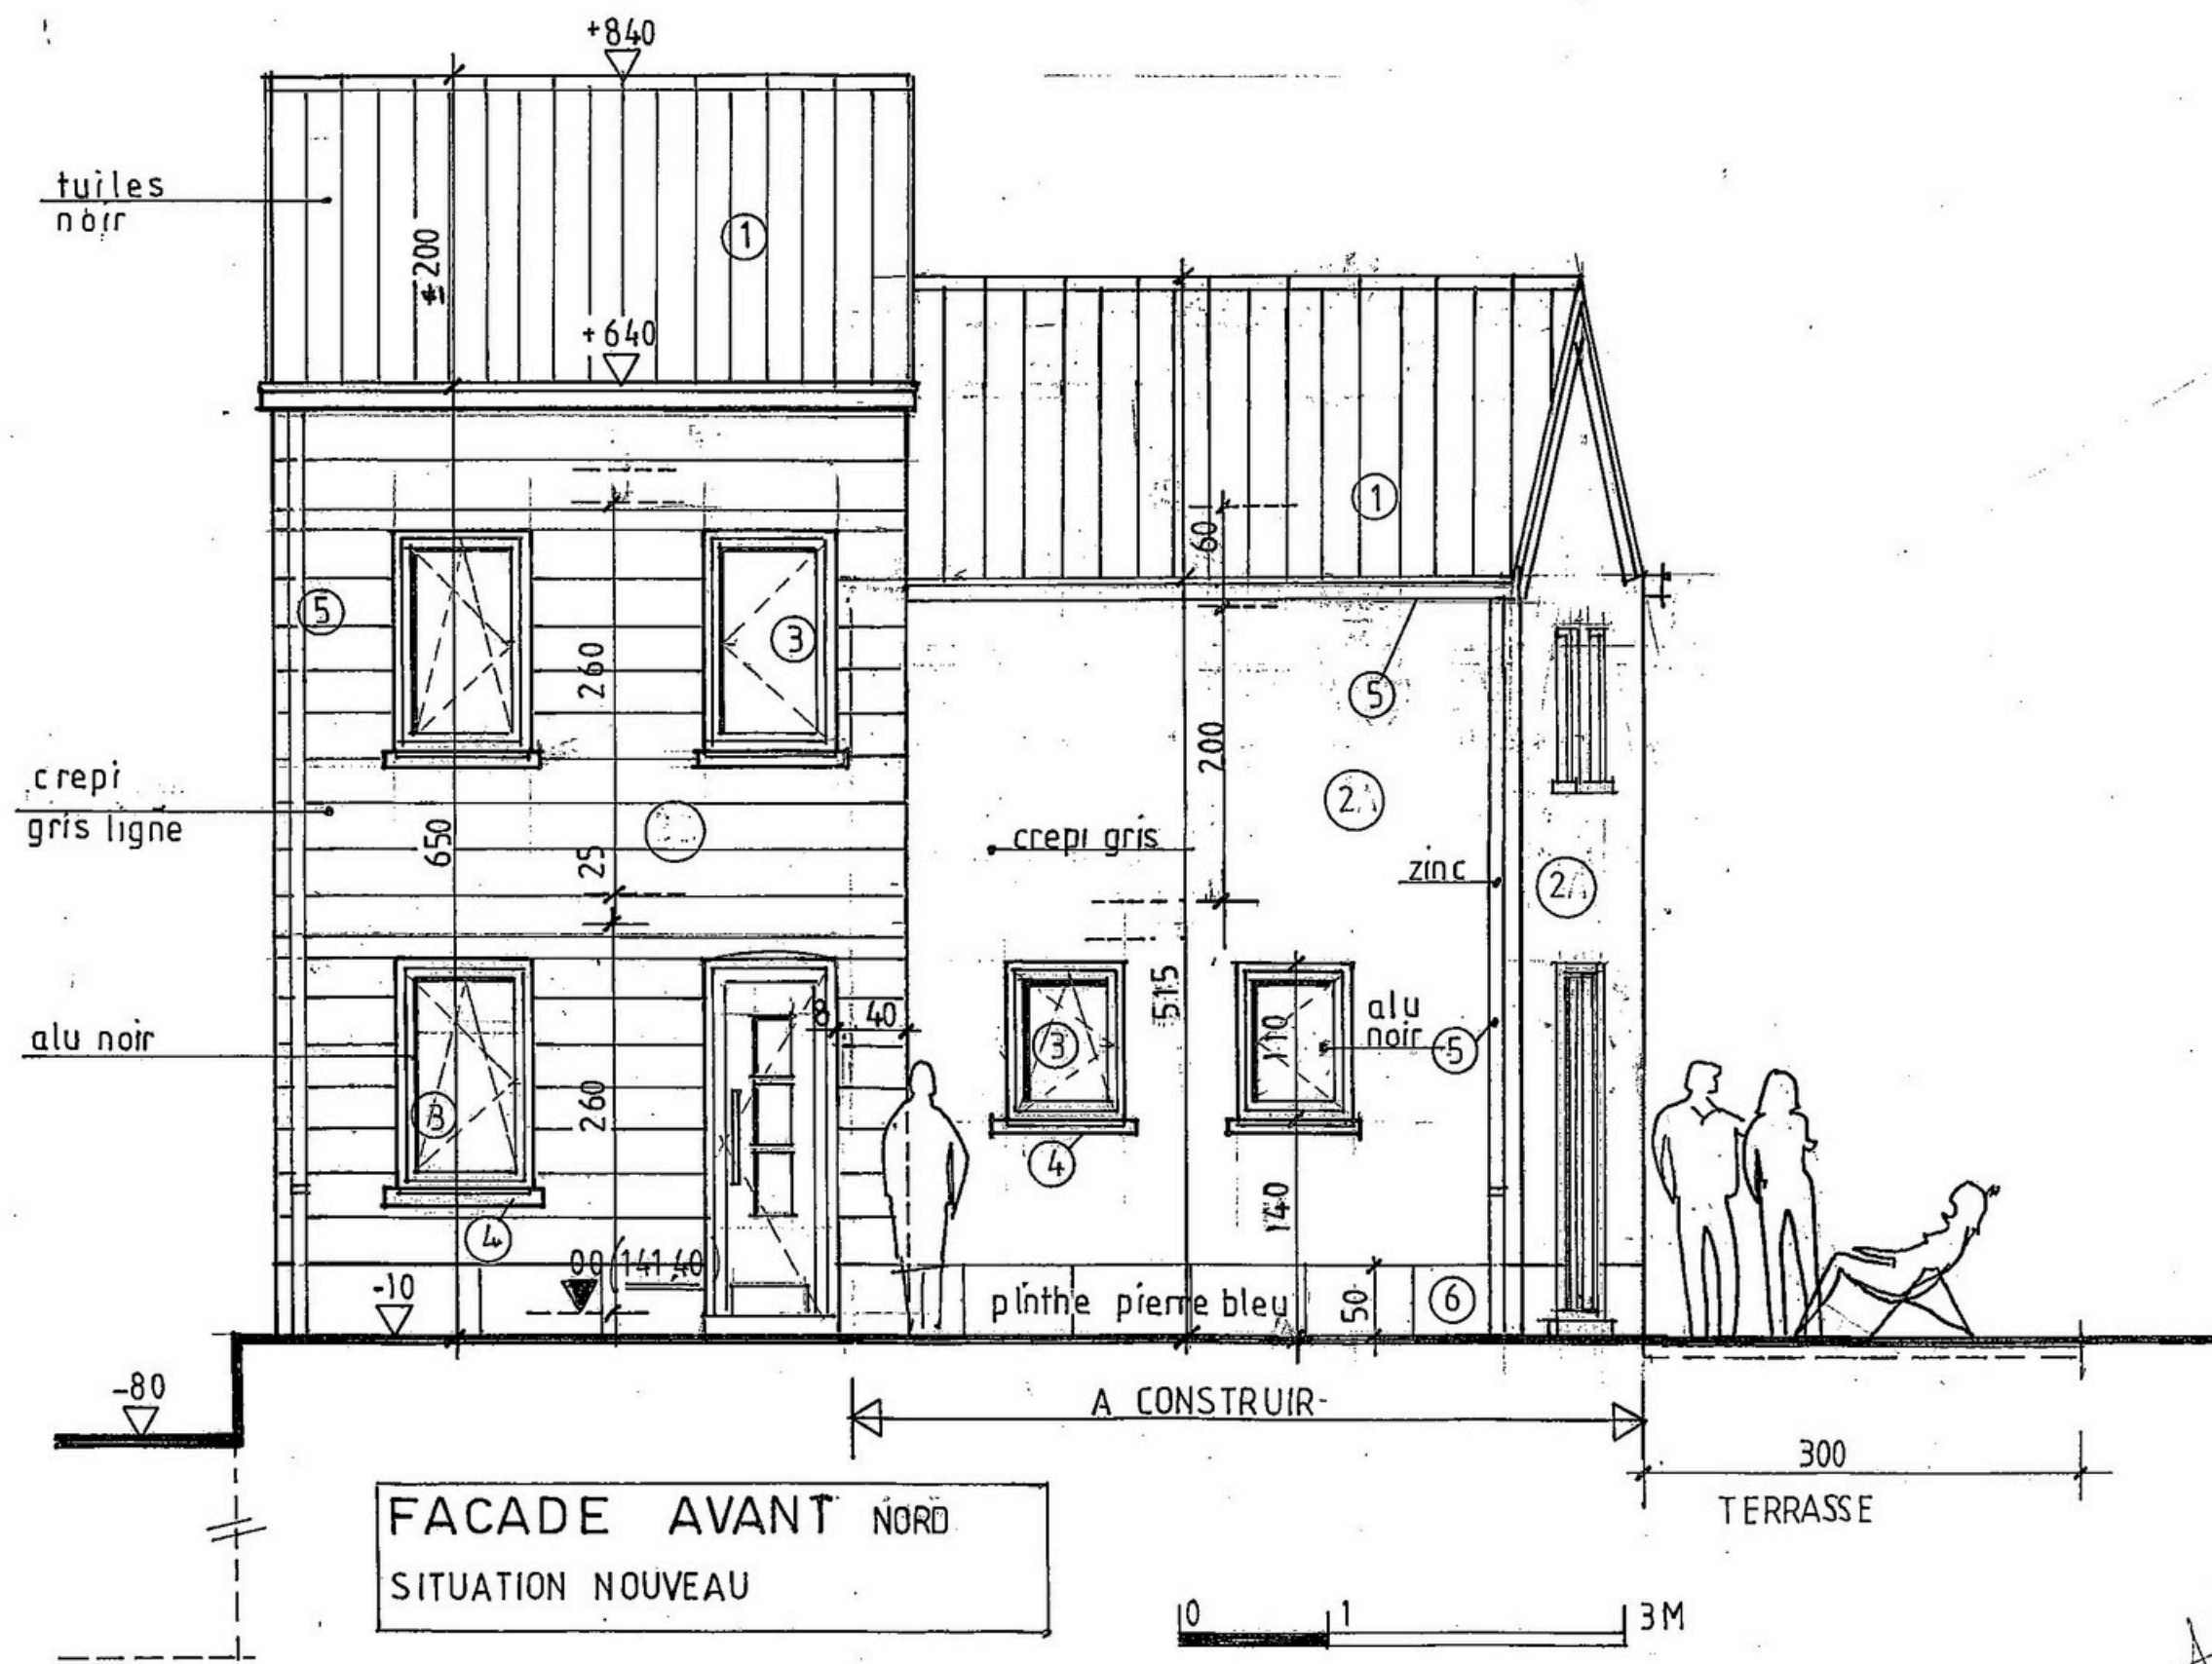 +840
tuiles
noir
±200
1
+640
60
1
5
3
260
5
200
crepi
gris ligne
650
25
2
crepi gris
zinc
2
515
alu noir
3
260
8
40
3
110
alu
noir
5
4
4
140
00 (141.40)
-10
plinthe pierre bleu
50
6
-80
A CONSTRUIR-
300
TERRASSE
FACADE AVANT NORD
SITUATION NOUVEAU
0 1 3M